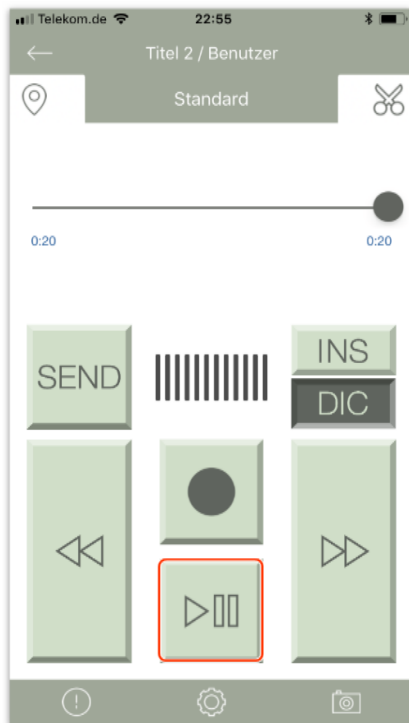 Telekom.de 22:55
Titel 2 / Benutzer
Standard
0:20 0:20
SEND
INS
DIC